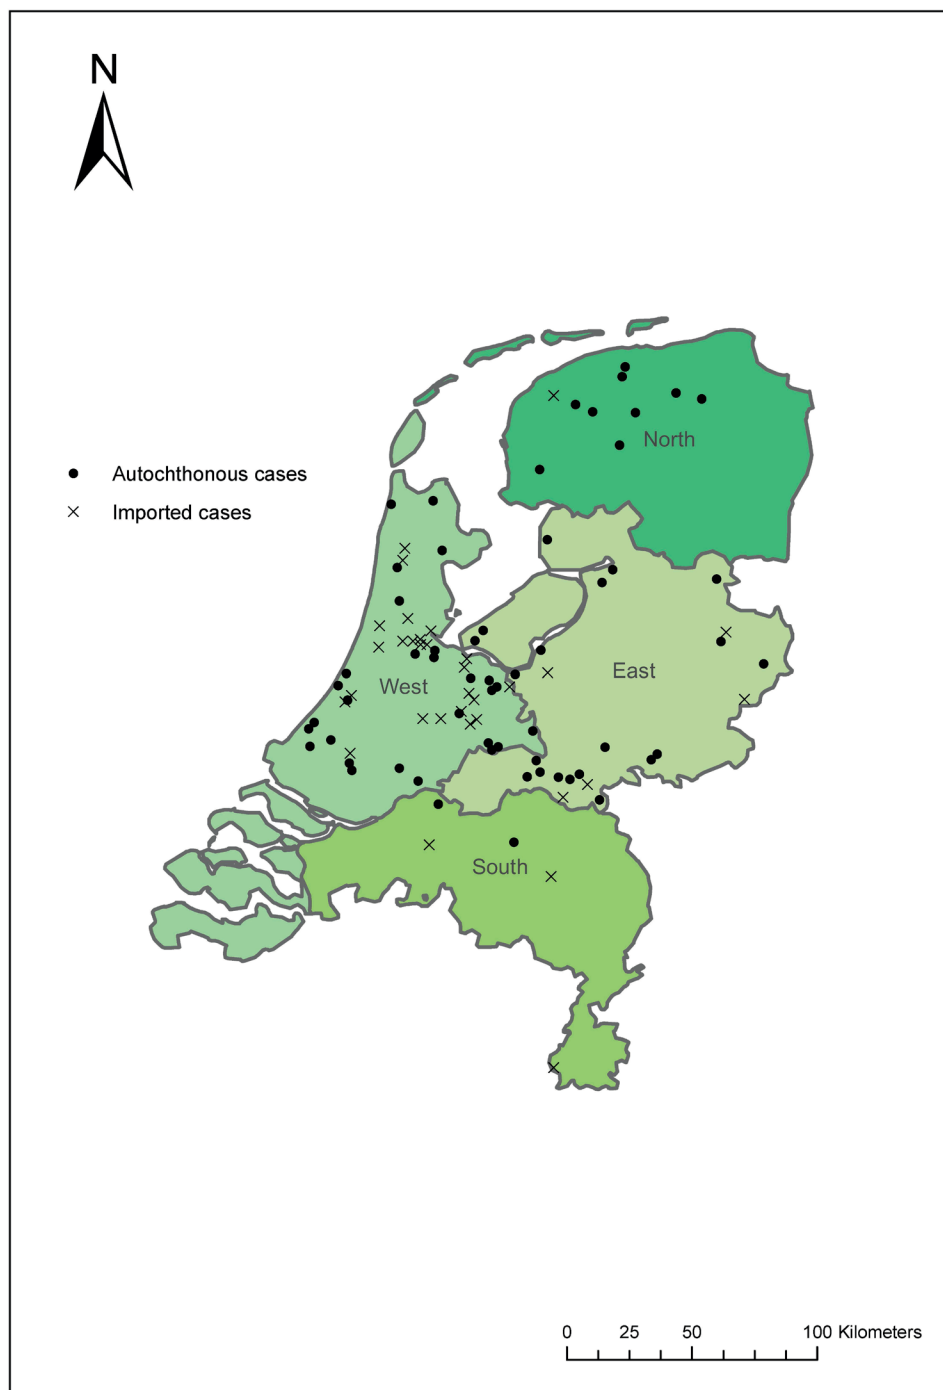 N
North
Autochthonous cases
Imported cases
East
West
South
0 25 50 100 Kilometers